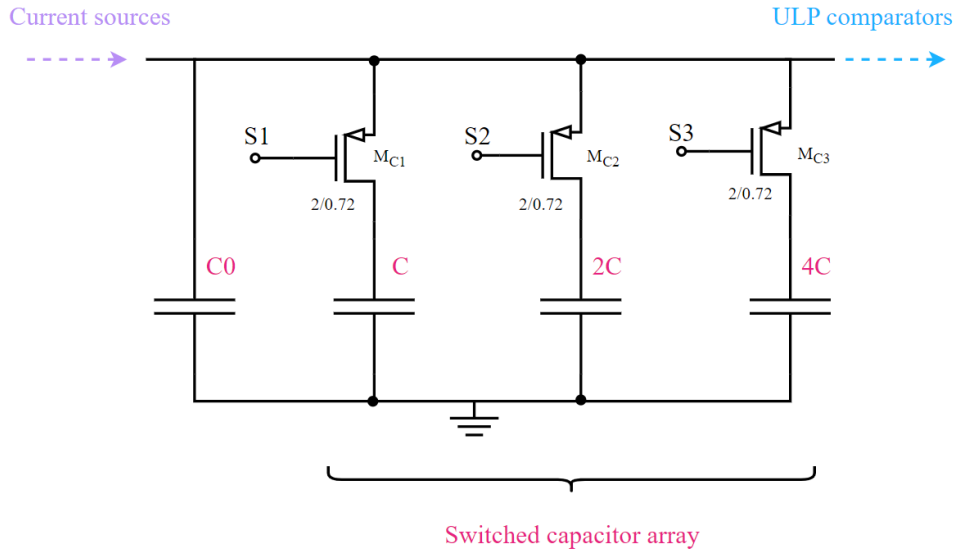 Current sources
ULP comparators
S1
S2
S3
MC1
MC2
MC3
2/0.72
2/0.72
2/0.72
C0
C
2C
4C
Switched capacitor array